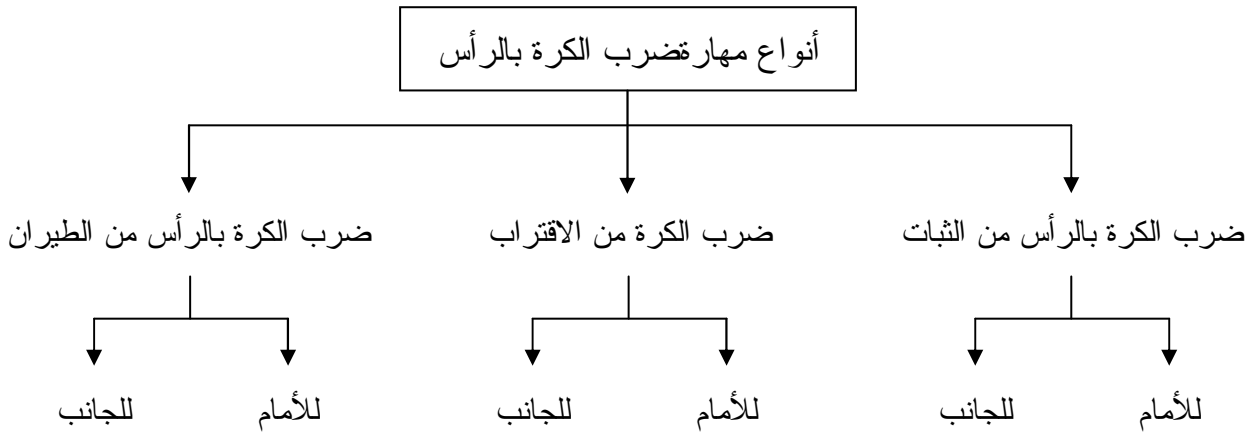 أنواع مهارةضرب الكرة بالرأس
ضرب الكرة بالرأس من الثبات
ضرب الكرة من الاقتراب
ضرب الكرة بالرأس من الطيران
للأمام
للجانب
للأمام
للجانب
للأمام
للجانب